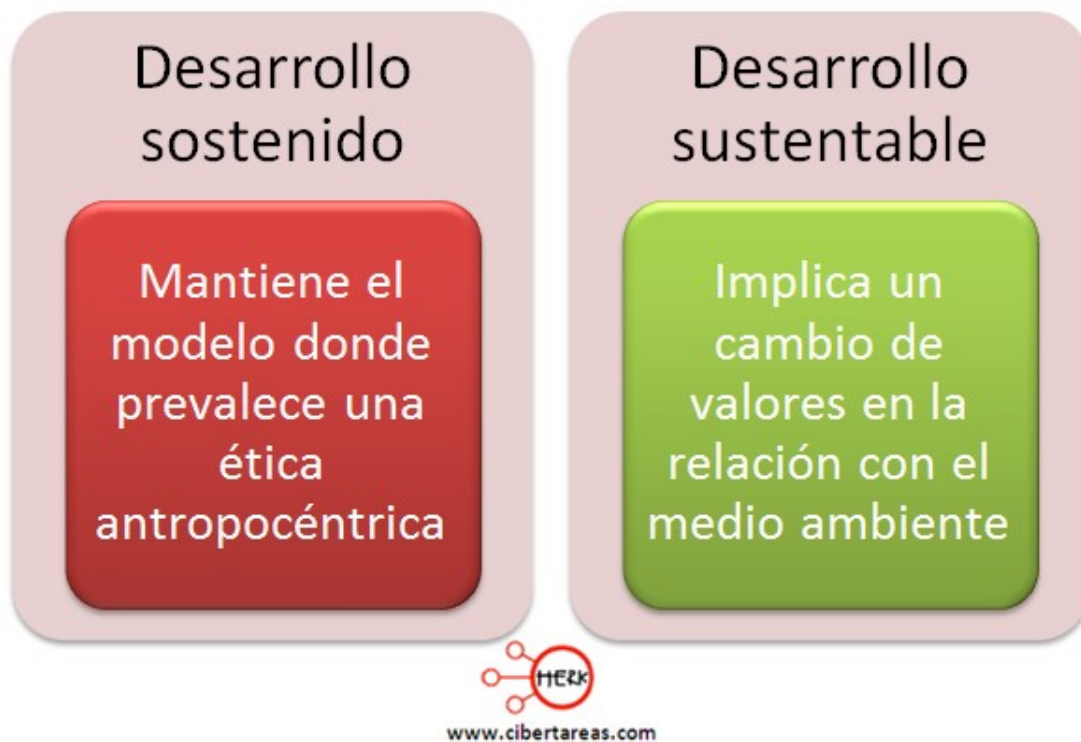 Desarrollo
sostenido
Mantiene el
modelo donde
prevalece una
ética
antropocéntrica
Desarrollo
sustentable
Implica un
cambio de
valores en la
relación con el
medio ambiente
HERK
www.cibertareas.com